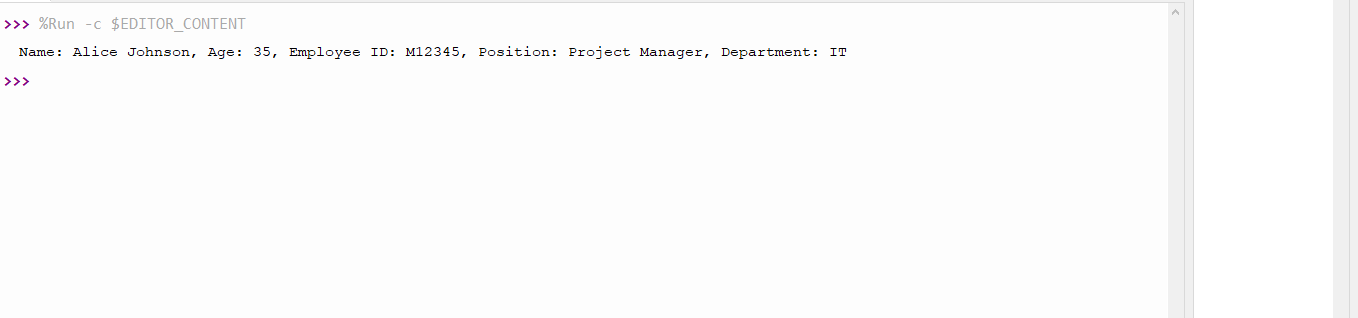 >>> %Run -c $EDITOR_CONTENT
Name: Alice Johnson, Age: 35, Employee ID: M12345, Position: Project Manager, Department: IT
>>>